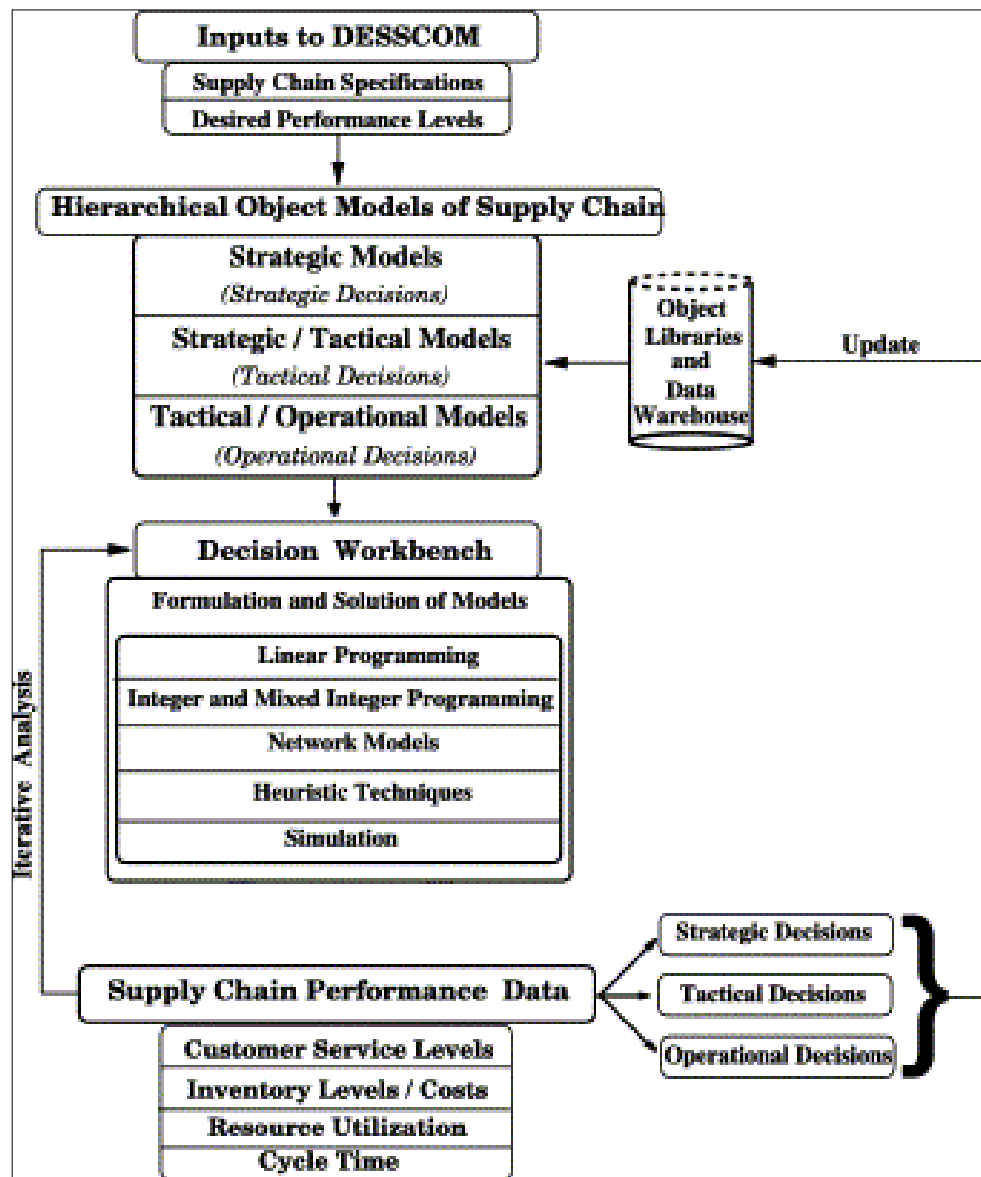 Inputs to DESSCOM
Supply Chain Specifications
Desired Performance Levels
Hierarchical Object Models of Supply Chain
Strategic Models
(Strategic Decisions)
Strategic / Tactical Models
(Tactical Decisions)
Tactical / Operational Models
(Operational Decisions)
Object
Libraries
and
Data
Warehouse
Update
Decision Workbench
Formulation and Solution of Models
Linear Programming
Integer and Mixed Integer Programming
Network Models
Heuristic Techniques
Simulation
Iterative Analysis
Supply Chain Performance Data
Customer Service Levels
Inventory Levels / Costs
Resource Utilization
Cycle Time
Strategic Decisions
Tactical Decisions
Operational Decisions